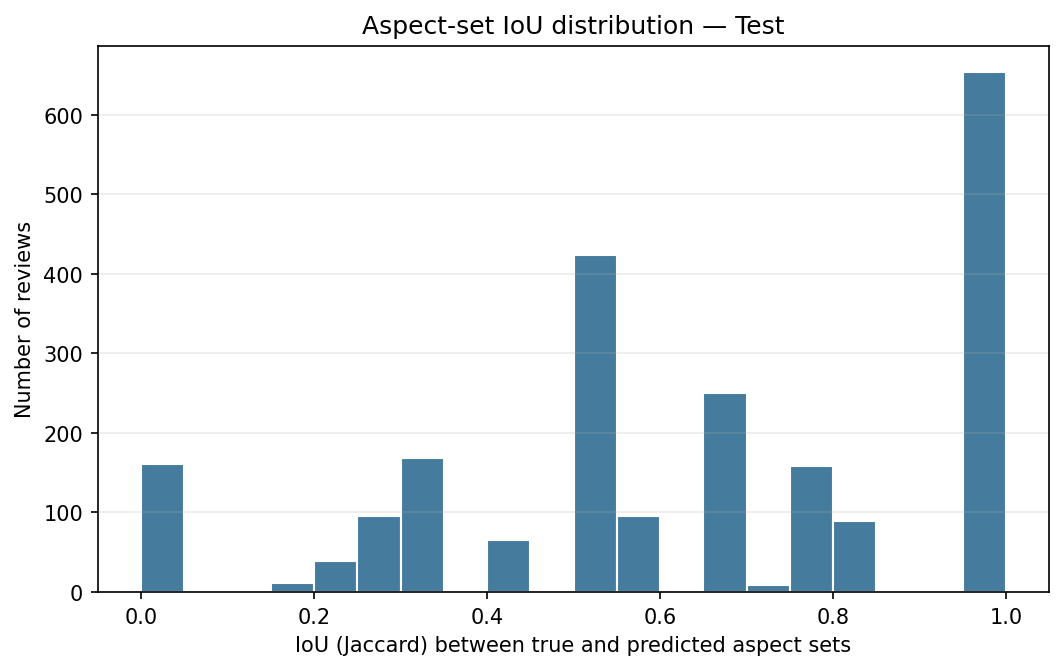 Aspect-set IoU distribution — Test
Number of reviews
600
500
400
300
200
100
0
0.0 0.2 0.4 0.6 0.8 1.0
IoU (Jaccard) between true and predicted aspect sets